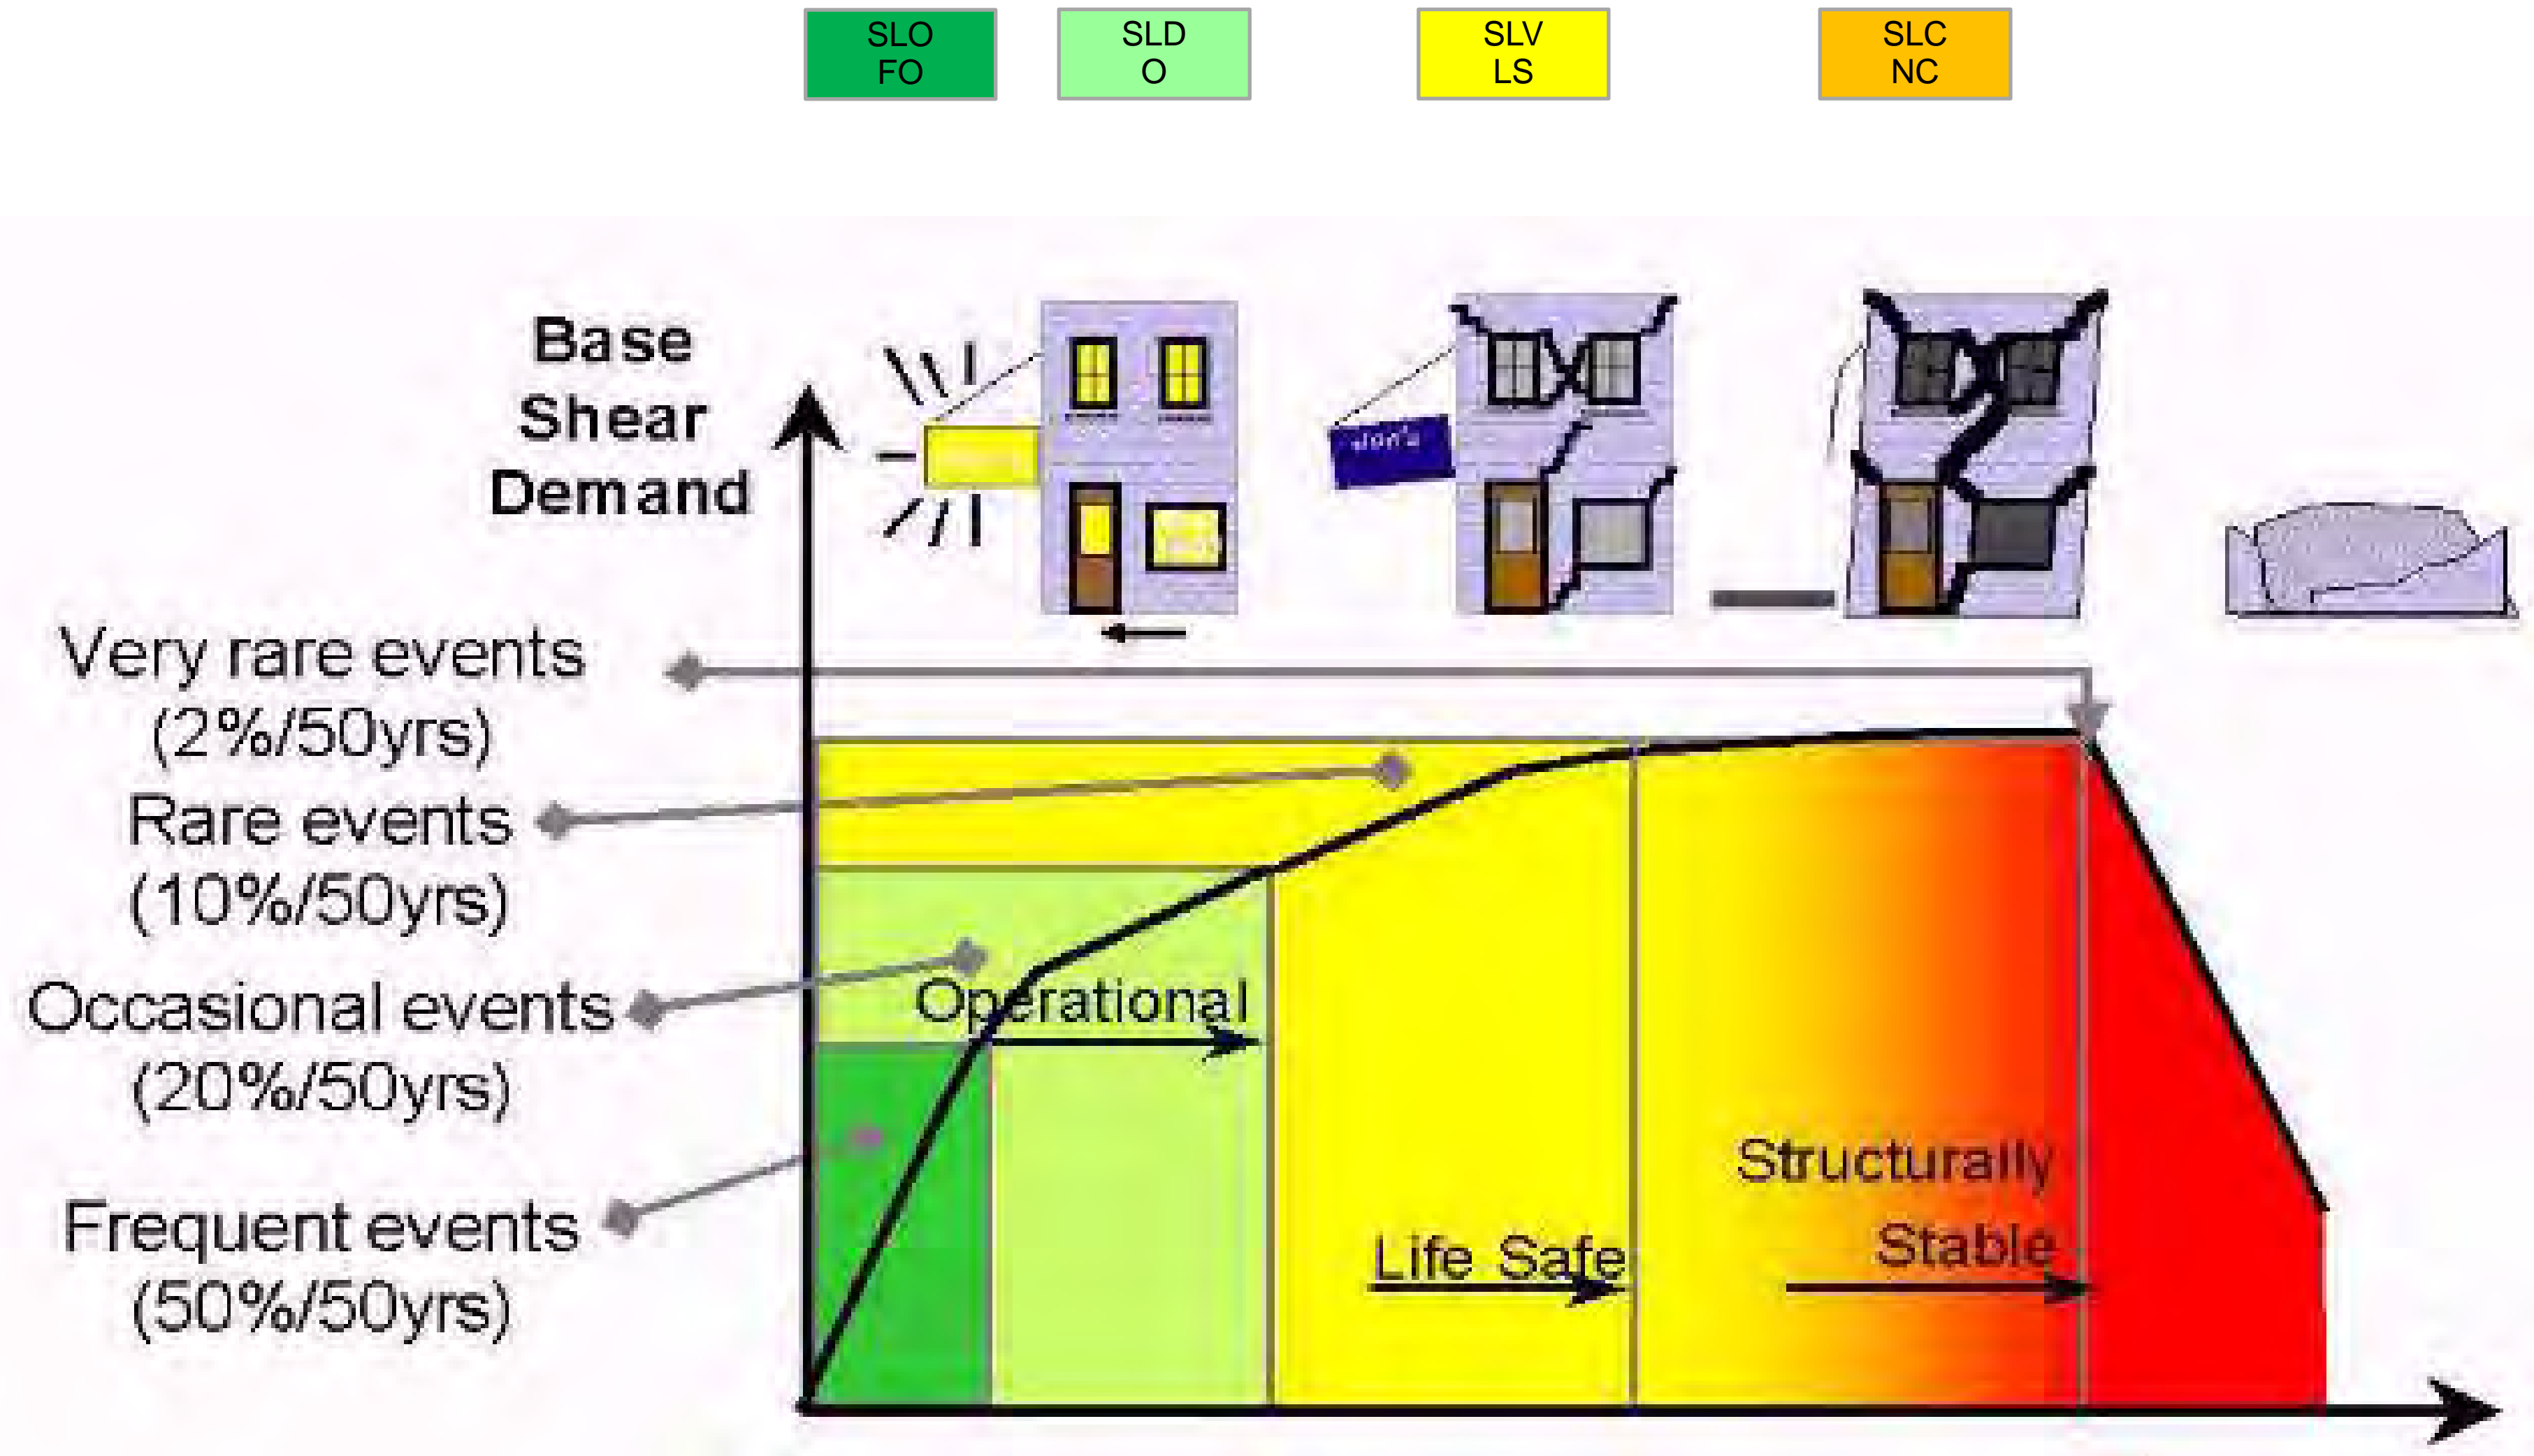 SLO
FO
SLD
O
SLV
LS
SLC
NC
Base
Shear
Demand
Very rare events
(2%/50yrs)
Rare events
(10%/50yrs)
Occasional events
(20%/50yrs)
Frequent events
(50%/50yrs)
Operational
Life Safe
Structurally
Stable